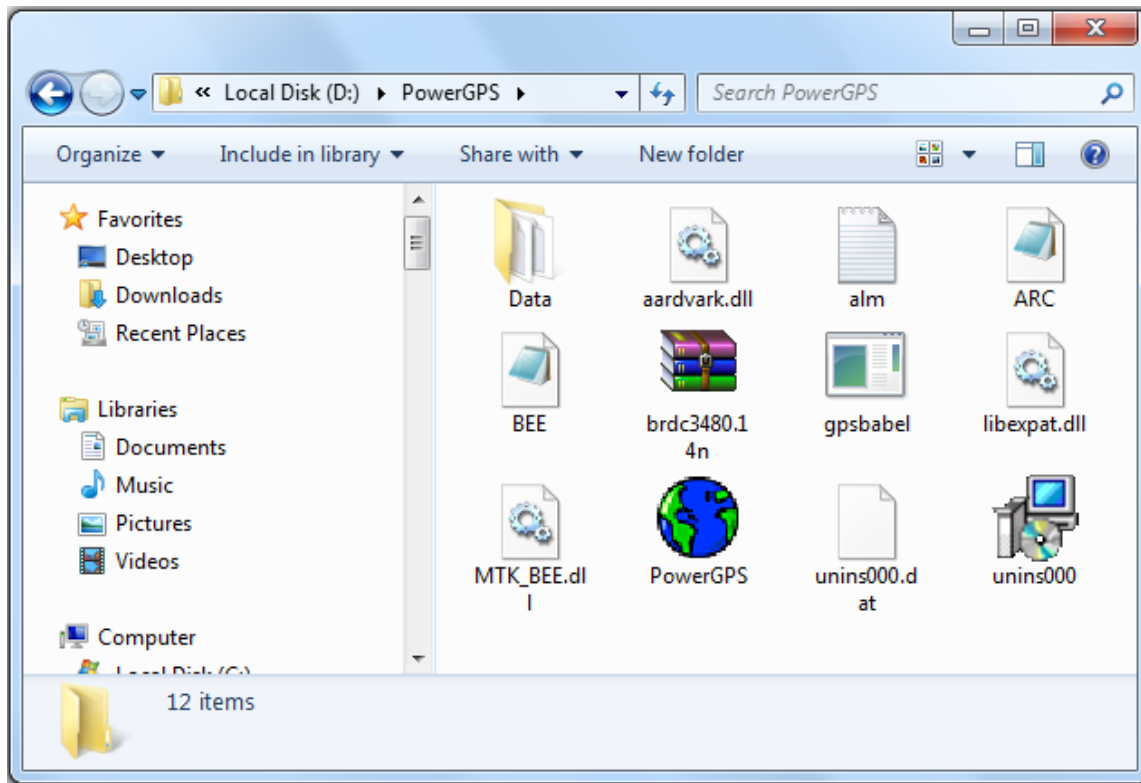 « Local Disk (D:) ▸ PowerGPS ▸ Search PowerGPS
Organize Include in library Share with New folder
Favorites
Desktop
Downloads
Recent Places
Libraries
Documents
Music
Pictures
Videos
Computer
Local Disk (C:)
Data aardvark.dll alm ARC
BEE brdc3480.1 gpsbabel libexpat.dll
4n
MTK_BEE.dl PowerGPS unins000.d unins000
l at
12 items